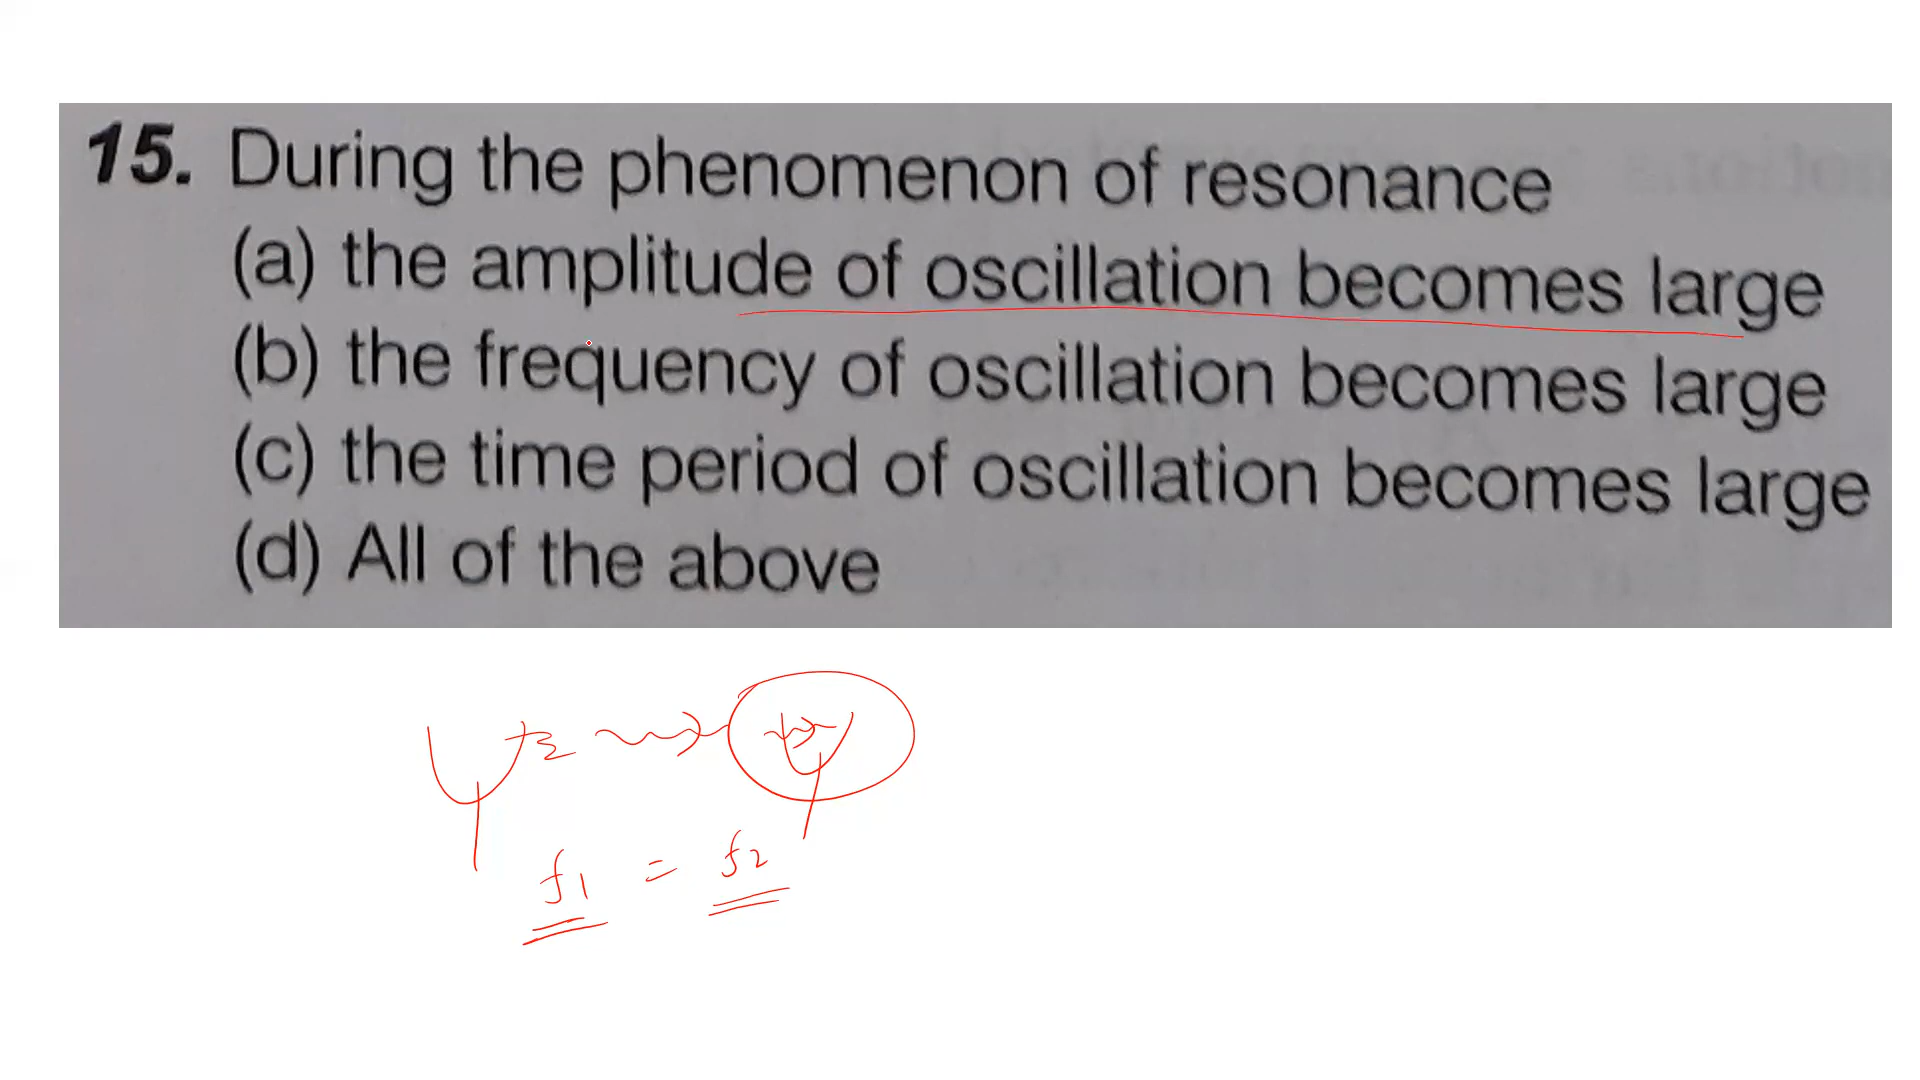 15. During the phenomenon of resonance
(a) the amplitude of oscillation becomes large
(b) the frequency of oscillation becomes large
(c) the time period of oscillation becomes large
(d) All of the above
f1 = f2